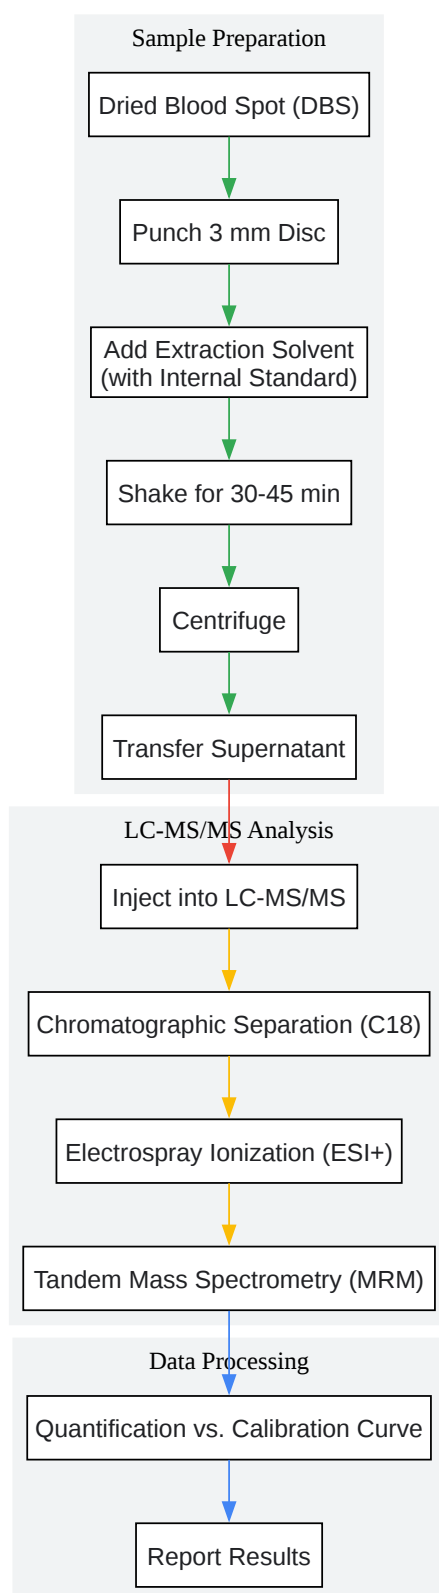 Sample Preparation
Dried Blood Spot (DBS)
Punch 3 mm Disc
Add Extraction Solvent
(with Internal Standard)
Shake for 30-45 min
Centrifuge
Transfer Supernatant
LC-MS/MS Analysis
Inject into LC-MS/MS
Chromatographic Separation (C18)
Electrospray Ionization (ESI+)
Tandem Mass Spectrometry (MRM)
Data Processing
Quantification vs. Calibration Curve
Report Results